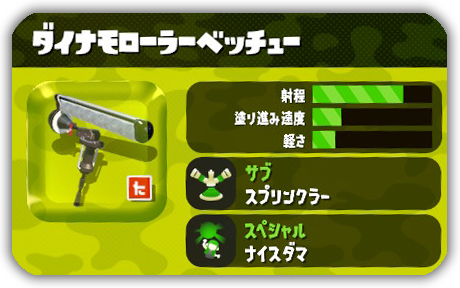 ダイナモローラーベッチュー
射程
塗り進み速度
軽さ
た
サブ
スプリンクラー
スペシャル
ナイスダマ